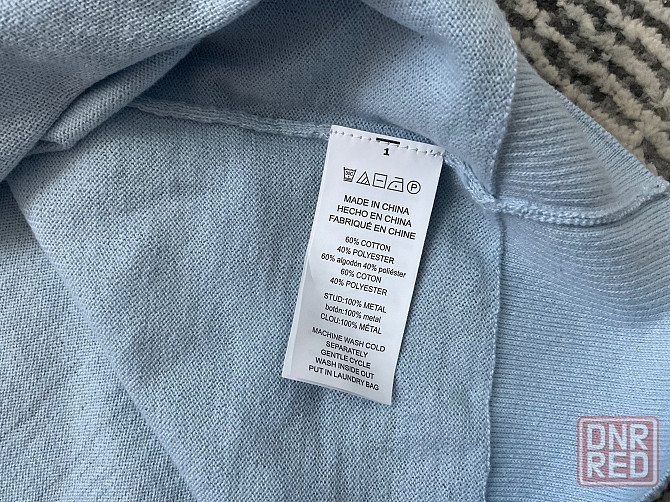 1
MADE IN CHINA
HECHO EN CHINA
FABRIQUÉ EN CHINE
60% COTTON
40% POLYESTER
60% algodón 40% poliéster
60% COTON
40% POLYESTER
STUD:100% METAL
botón:100% metal
CLOU:100% MÉTAL
MACHINE WASH COLD
SEPARATELY
GENTLE CYCLE
WASH INSIDE OUT
PUT IN LAUNDRY BAG
DNR
RED